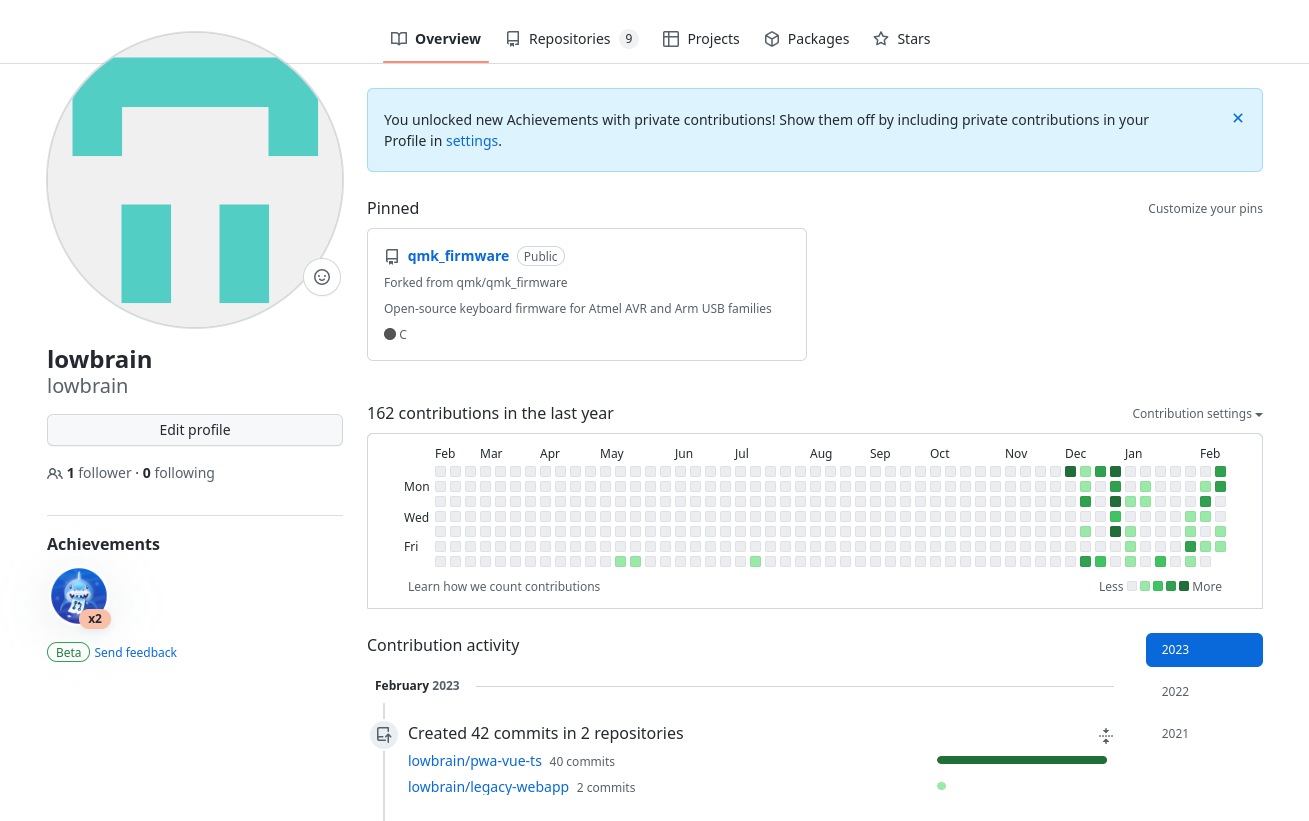 Overview Repositories 9 Projects Packages Stars
You unlocked new Achievements with private contributions! Show them off by including private contributions in your
Profile in settings.
Pinned Customize your pins
qmk_firmware Public
Forked from qmk/qmk_firmware
Open-source keyboard firmware for Atmel AVR and Arm USB families
C
lowbrain
lowbrain
Edit profile
1 follower · 0 following
Achievements
x2
Beta Send feedback
162 contributions in the last year Contribution settings
Feb Mar Apr May Jun Jul Aug Sep Oct Nov Dec Jan Feb
Mon
Wed
Fri
Learn how we count contributions Less More
Contribution activity
2023
2022
2021
February 2023
Created 42 commits in 2 repositories
lowbrain/pwa-vue-ts 40 commits
lowbrain/legacy-webapp 2 commits